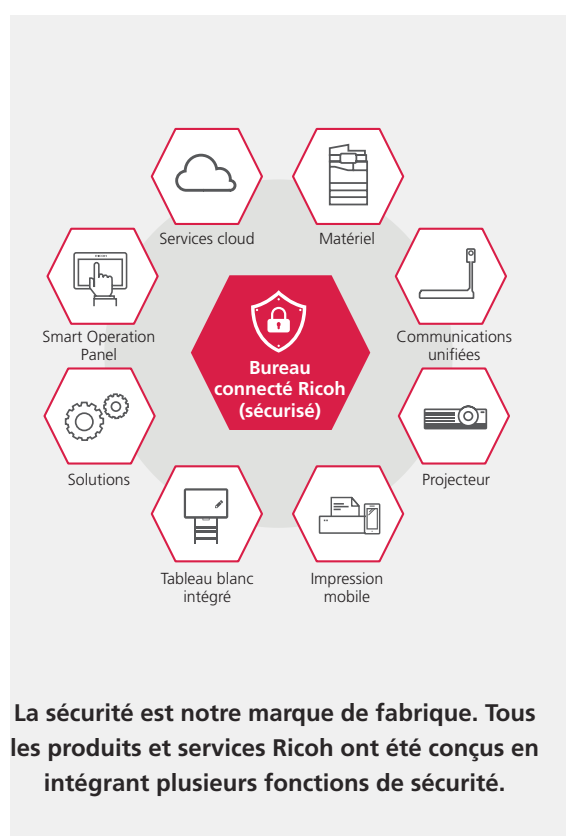 Services cloud
Matériel
Smart Operation
Panel
Communications
unifiées
Bureau
connecté Ricoh
(sécurisé)
Solutions
Projecteur
Tableau blanc
intégré
Impression
mobile
La sécurité est notre marque de fabrique. Tous
les produits et services Ricoh ont été conçus en
intégrant plusieurs fonctions de sécurité.